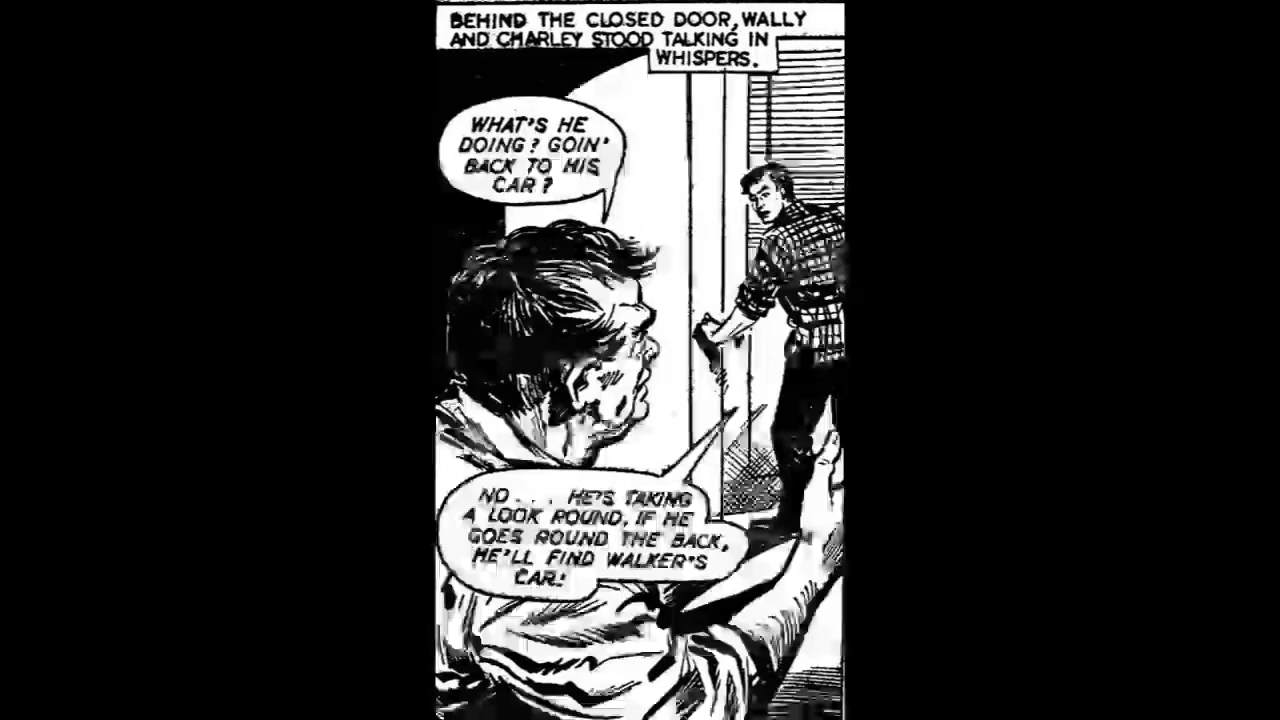 BEHIND THE CLOSED DOOR, WALLY
AND CHARLEY STOOD TALKING IN
WHISPERS.
WHAT'S HE
DOING? GOIN'
BACK TO HIS
CAR?
NO . . . HE'S TAKING
A LOOK ROUND. IF HE
GOES ROUND THE BACK,
HE'LL FIND WALKER'S
CAR!